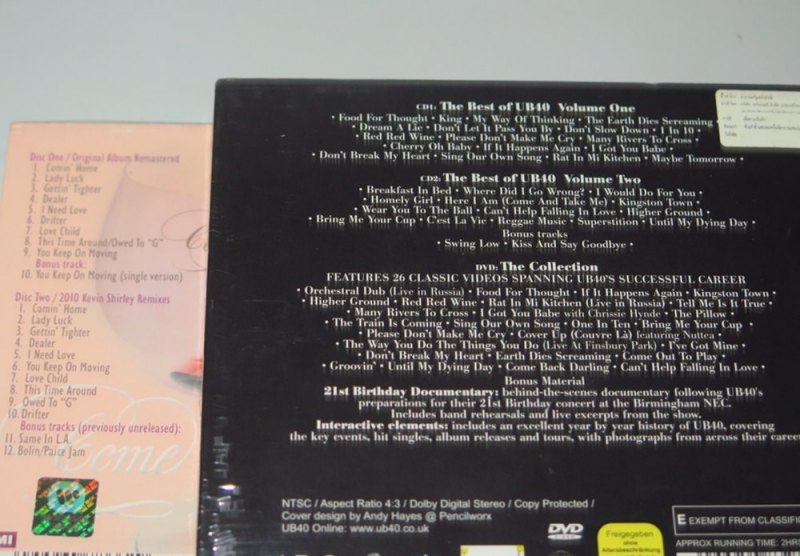 Disc One / Original Album Remastered
1. Comin' Home
2. Lady Luck
3. Gettin' Tighter
4. Dealer
5. I Need Love
6. Drifter
7. Love Child
8. This Time Around/Owed To "G"
9. You Keep On Moving
Bonus track:
10. You Keep On Moving (single version)
Disc Two / 2010 Kevin Shirley Remixes
1. Comin' Home
2. Lady Luck
3. Gettin' Tighter
4. Dealer
5. I Need Love
6. You Keep On Moving
7. Love Child
8. This Time Around
9. Owed To "G"
10. Drifter
Bonus tracks (previously unreleased):
11. Same In L.A.
12. Bolin/Paice Jam
Come
MI
CD1: The Best of UB40 Volume One
• Food For Thought • King • My Way Of Thinking • The Earth Dies Screaming
• Dream A Lie • Don't Let It Pass You By • Don't Slow Down • 1 In 10 •
• Red Red Wine • Please Don't Make Me Cry • Many Rivers To Cross •
• Cherry Oh Baby • If It Happens Again • I Got You Babe •
• Don't Break My Heart • Sing Our Own Song • Rat In Mi Kitchen • Maybe Tomorrow •
CD2: The Best of UB40 Volume Two
• Breakfast In Bed • Where Did I Go Wrong? • I Would Do For You •
• Homely Girl • Here I Am (Come And Take Me) • Kingston Town •
• Wear You To The Ball • Can't Help Falling In Love • Higher Ground •
• Bring Me Your Cup • C'est La Vie • Reggae Music • Superstition • Until My Dying Day •
Bonus tracks
• Swing Low • Kiss And Say Goodbye •
DVD: The Collection
FEATURES 26 CLASSIC VIDEOS SPANNING UB40'S SUCCESSFUL CAREER
• Orchestral Dub (Live in Russia) • Food For Thought • If It Happens Again • Kingston Town •
• Higher Ground • Red Red Wine • Rat In Mi Kitchen (Live in Russia) • Tell Me Is It True •
• Many Rivers To Cross • I Got You Babe with Chrissie Hynde • The Pillow •
• The Train Is Coming • Sing Our Own Song • One In Ten • Bring Me Your Cup •
• Please Don't Make Me Cry • Cover Up (Couvre Là) featuring Nuttea •
• The Way You Do The Things You Do (Live At Finsbury Park) • I've Got Mine •
• Don't Break My Heart • Earth Dies Screaming • Come Out To Play •
• Groovin' • Until My Dying Day • Come Back Darling • Can't Help Falling In Love •
Bonus Material
21st Birthday Documentary: behind-the-scenes documentary following UB40's
preparations for their 21st Birthday concert at the Birmingham NEC.
Includes band rehearsals and live excerpts from the show.
Interactive elements: includes an excellent year by year history of UB40, covering
the key events, hit singles, album releases and tours, with photographs from across their career
NTSC / Aspect Ratio 4:3 / Dolby Digital Stereo / Copy Protected /
Cover design by Andy Hayes @ Pencilworx
UB40 Online: www.ub40.co.uk
DVD
Freigegeben
ohne
Altersbeschränkung
E EXEMPT FROM CLASSIFIC
APPROX RUNNING TIME: 2HRS